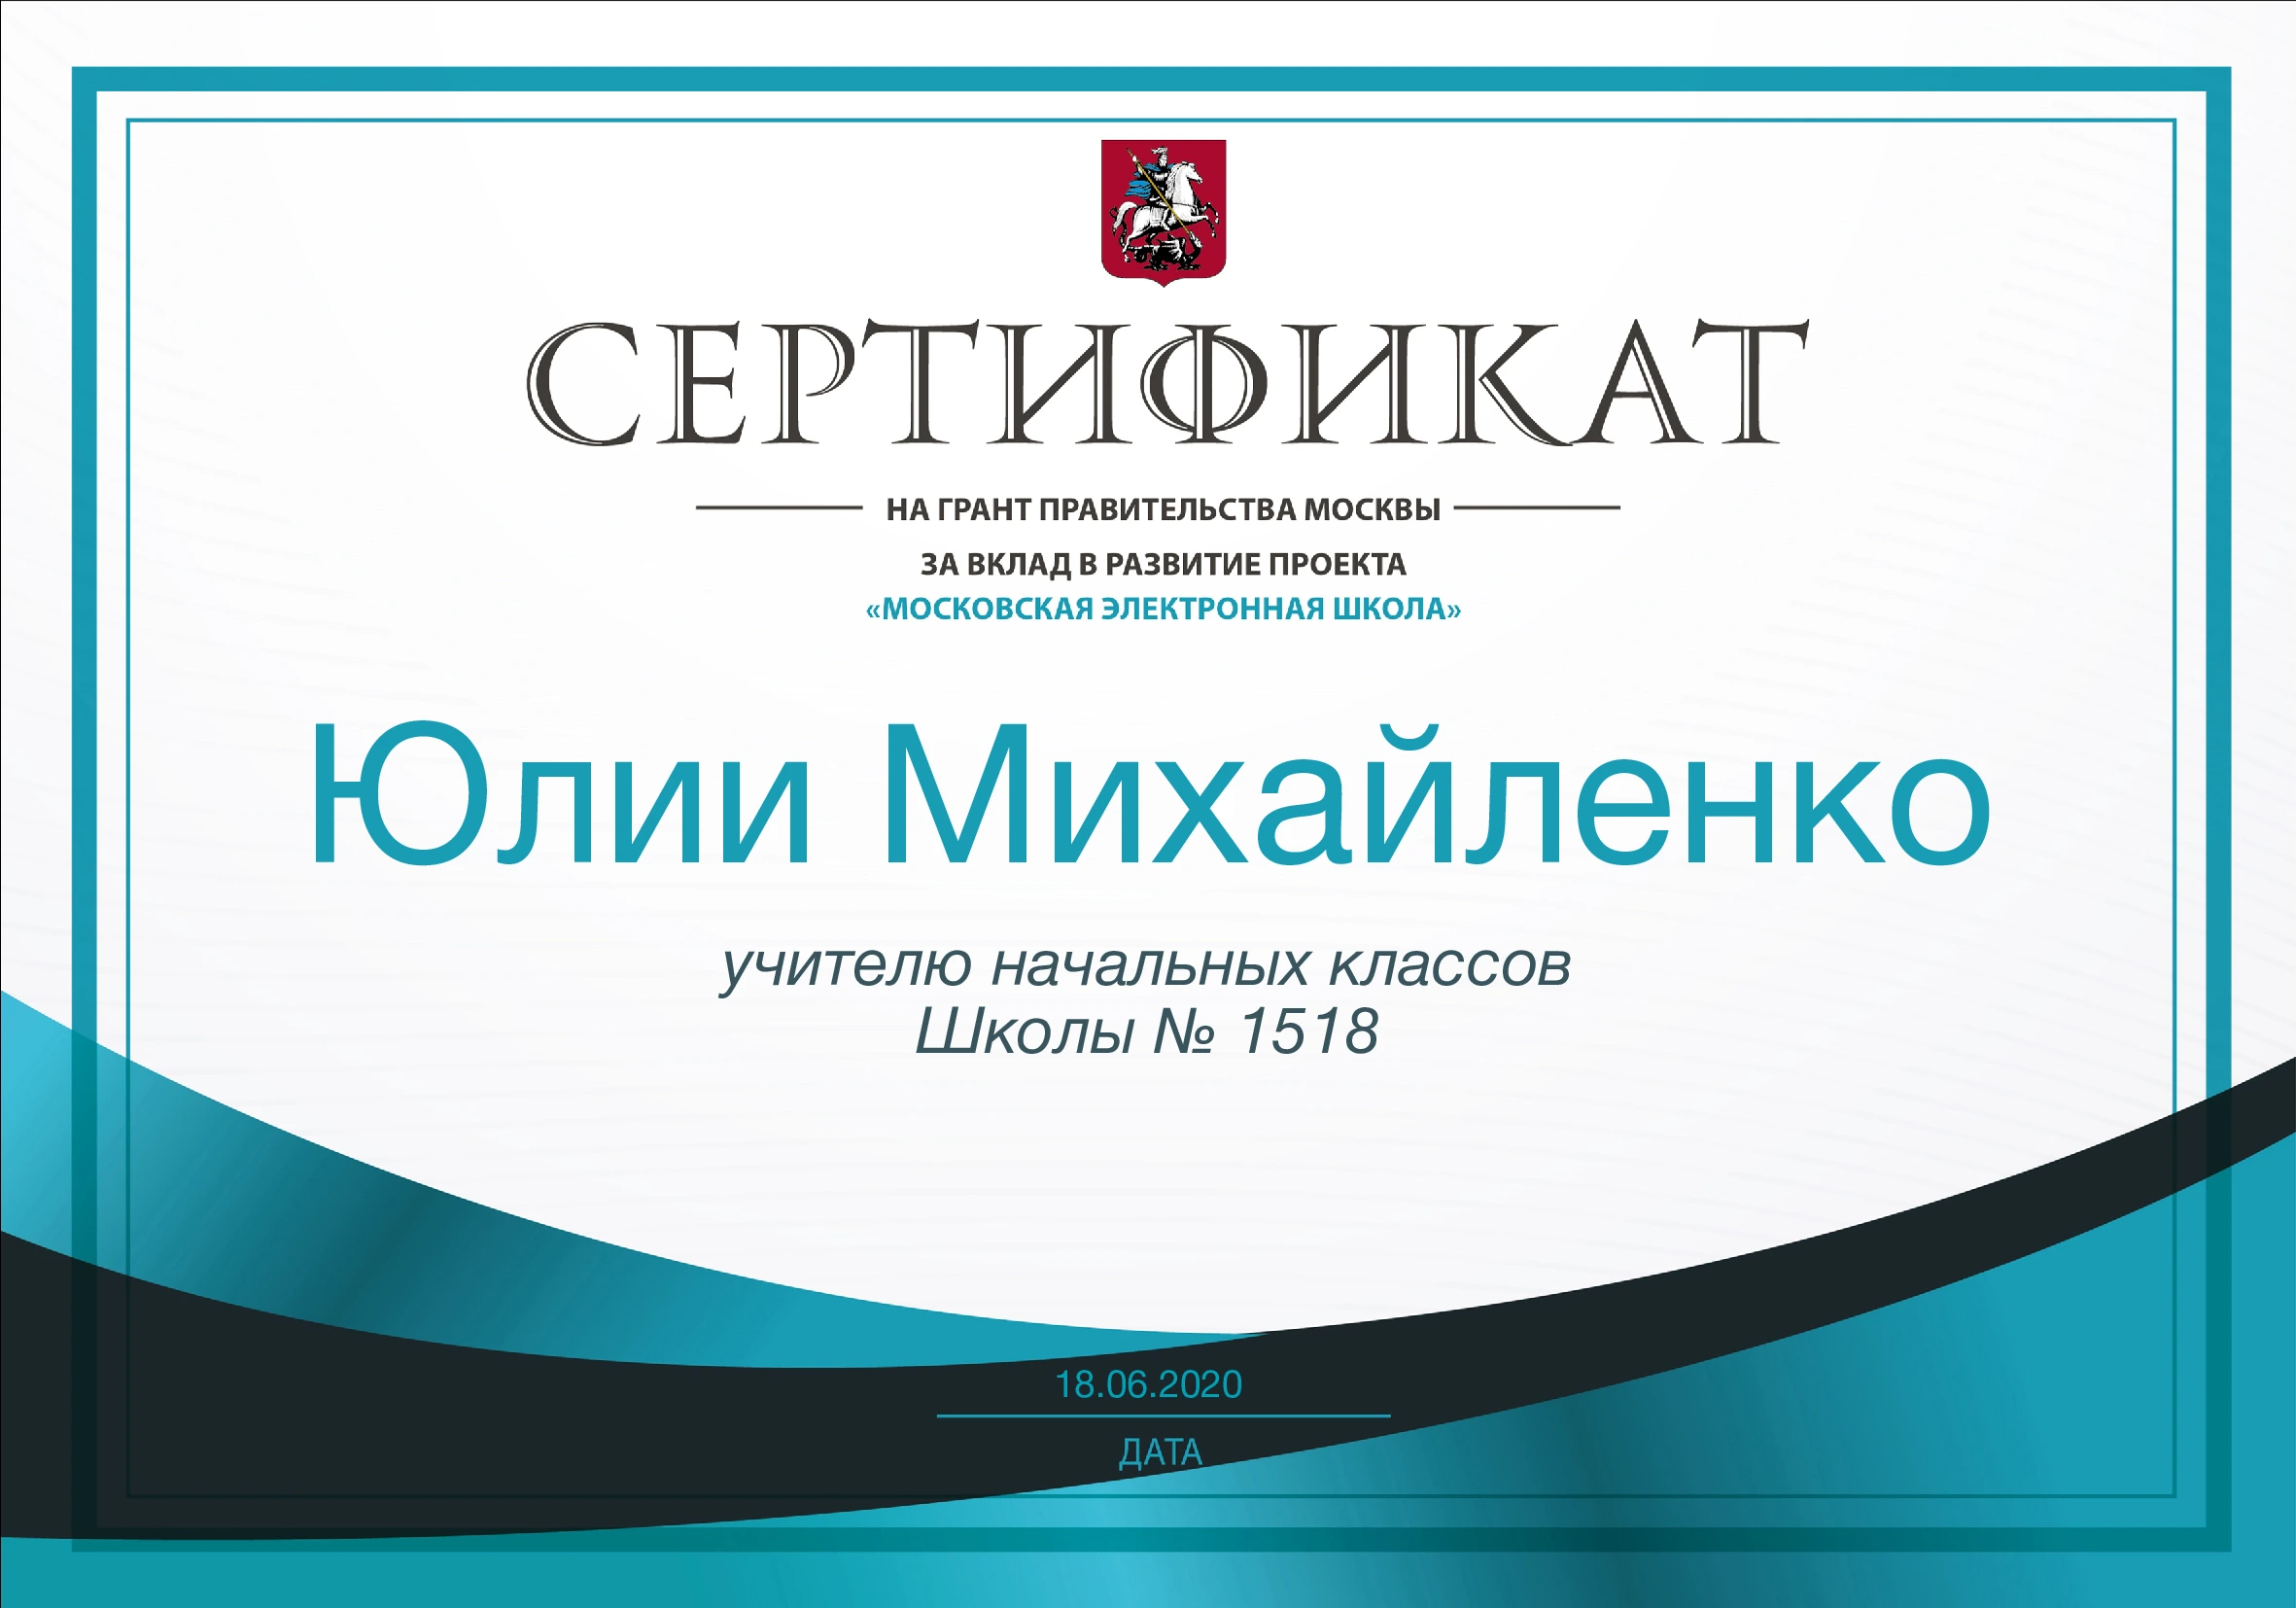 СЕРТИФИКАТ
НА ГРАНТ ПРАВИТЕЛЬСТВА МОСКВЫ
ЗА ВКЛАД В РАЗВИТИЕ ПРОЕКТА
«МОСКОВСКАЯ ЭЛЕКТРОННАЯ ШКОЛА»
Юлии Михайленко
учителю начальных классов
Школы № 1518
18.06.2020
ДАТА